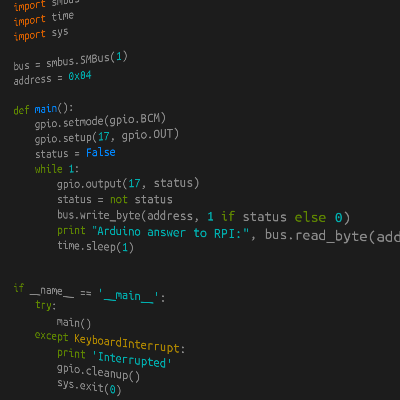 import smbus
import time
import sys
bus = smbus.SMBus(1)
address = 0x04
def main():
gpio.setmode(gpio.BCM)
gpio.setup(17, gpio.OUT)
status = False
while 1:
gpio.output(17, status)
status = not status
bus.write_byte(address, 1 if status else 0)
print "Arduino answer to RPI:", bus.read_byte(add
time.sleep(1)
if __name__ == '__main__':
try:
main()
except KeyboardInterrupt:
print 'Interrupted'
gpio.cleanup()
sys.exit(0)